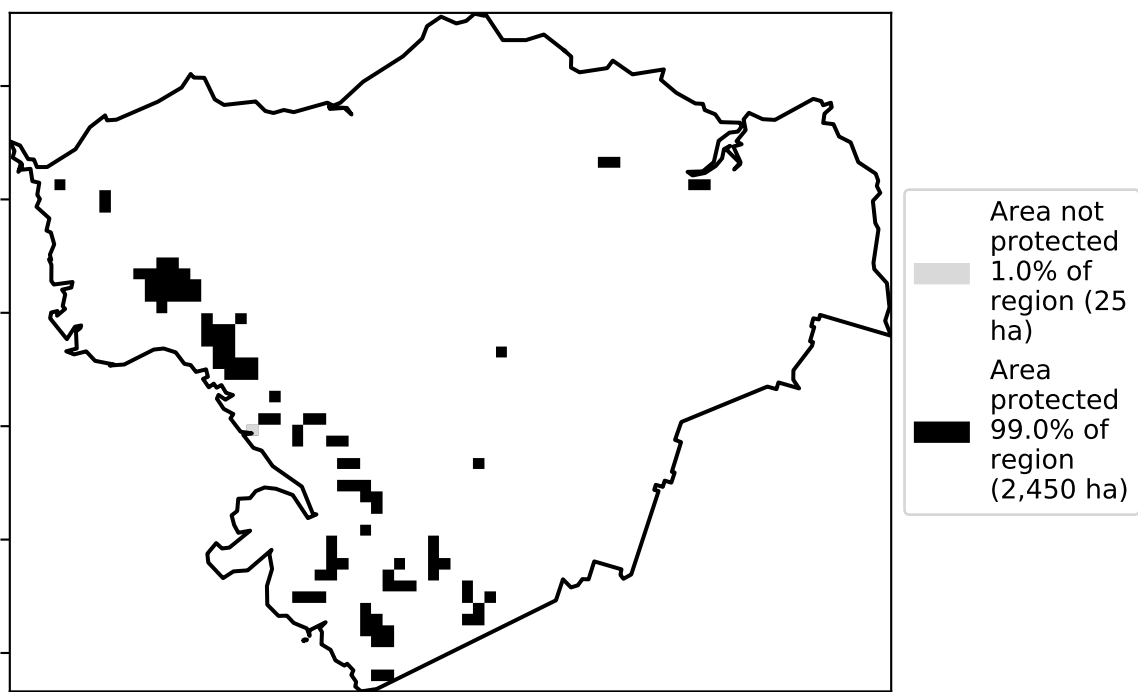 Area not
protected
1.0% of
region (25
ha)
Area
protected
99.0% of
region
(2,450 ha)